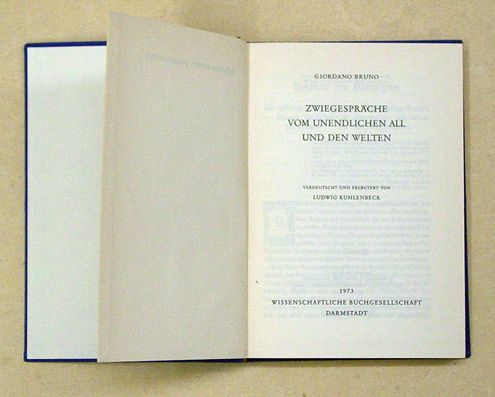 GIORDANO BRUNO
ZWIEGESPRÄCHE
VOM UNENDLICHEN ALL
UND DEN WELTEN
VERDEUTSCHT UND ERLÄUTERT VON
LUDWIG KUHLENBECK
1973
WISSENSCHAFTLICHE BUCHGESELLSCHAFT
DARMSTADT